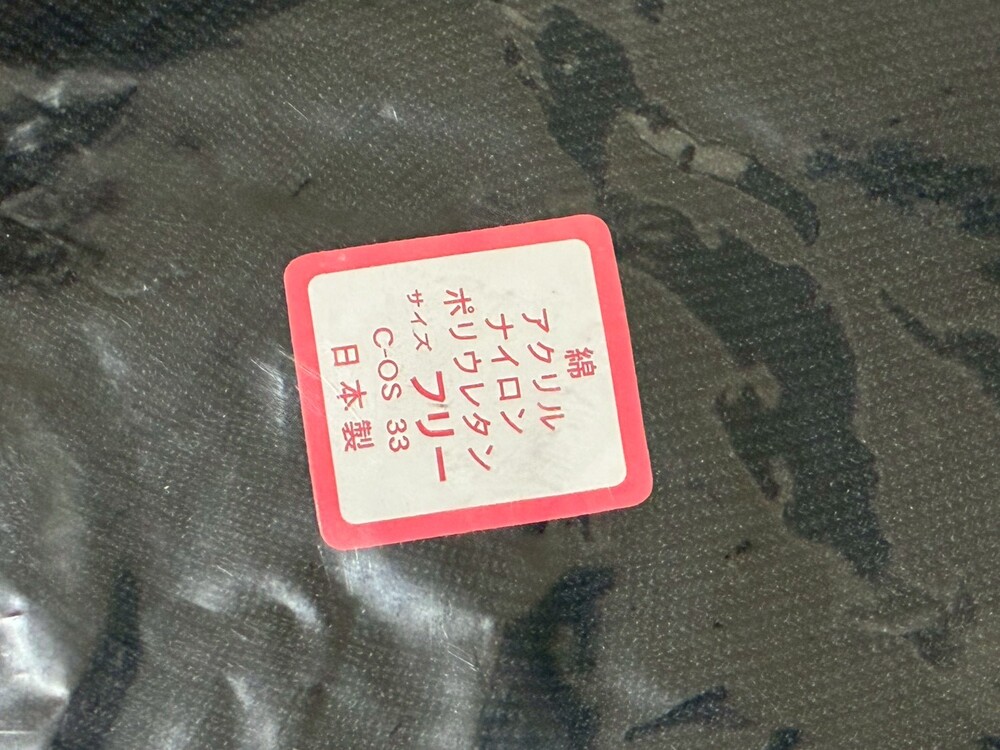 綿
アクリル
ナイロン
ポリウレタン
サイズ フリー
C-OS 33
日本製